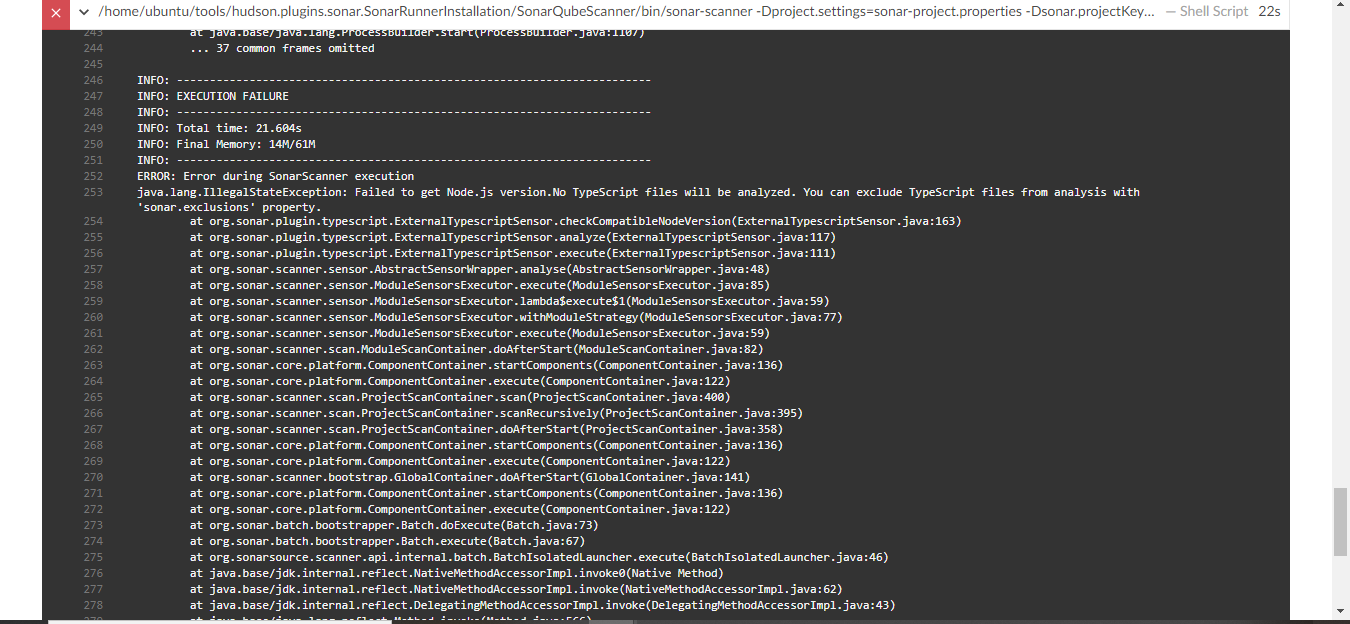 /home/ubuntu/tools/hudson.plugins.sonar.SonarRunnerInstallation/SonarQubeScanner/bin/sonar-scanner -Dproject.settings=sonar-project.properties -Dsonar.projectKey... — Shell Script 22s
243 at java.base/java.lang.ProcessBuilder.start(ProcessBuilder.java:1107)
244 ... 37 common frames omitted
245
246 INFO: ------------------------------------------------------------------------
247 INFO: EXECUTION FAILURE
248 INFO: ------------------------------------------------------------------------
249 INFO: Total time: 21.604s
250 INFO: Final Memory: 14M/61M
251 INFO: ------------------------------------------------------------------------
252 ERROR: Error during SonarScanner execution
253 java.lang.IllegalStateException: Failed to get Node.js version.No TypeScript files will be analyzed. You can exclude TypeScript files from analysis with
'sonar.exclusions' property.
254 at org.sonar.plugin.typescript.ExternalTypescriptSensor.checkCompatibleNodeVersion(ExternalTypescriptSensor.java:163)
255 at org.sonar.plugin.typescript.ExternalTypescriptSensor.analyze(ExternalTypescriptSensor.java:117)
256 at org.sonar.plugin.typescript.ExternalTypescriptSensor.execute(ExternalTypescriptSensor.java:111)
257 at org.sonar.scanner.sensor.AbstractSensorWrapper.analyse(AbstractSensorWrapper.java:48)
258 at org.sonar.scanner.sensor.ModuleSensorsExecutor.execute(ModuleSensorsExecutor.java:85)
259 at org.sonar.scanner.sensor.ModuleSensorsExecutor.lambda$execute$1(ModuleSensorsExecutor.java:59)
260 at org.sonar.scanner.sensor.ModuleSensorsExecutor.withModuleStrategy(ModuleSensorsExecutor.java:77)
261 at org.sonar.scanner.sensor.ModuleSensorsExecutor.execute(ModuleSensorsExecutor.java:59)
262 at org.sonar.scanner.scan.ModuleScanContainer.doAfterStart(ModuleScanContainer.java:82)
263 at org.sonar.core.platform.ComponentContainer.startComponents(ComponentContainer.java:136)
264 at org.sonar.core.platform.ComponentContainer.execute(ComponentContainer.java:122)
265 at org.sonar.scanner.scan.ProjectScanContainer.scan(ProjectScanContainer.java:400)
266 at org.sonar.scanner.scan.ProjectScanContainer.scanRecursively(ProjectScanContainer.java:395)
267 at org.sonar.scanner.scan.ProjectScanContainer.doAfterStart(ProjectScanContainer.java:358)
268 at org.sonar.core.platform.ComponentContainer.startComponents(ComponentContainer.java:136)
269 at org.sonar.core.platform.ComponentContainer.execute(ComponentContainer.java:122)
270 at org.sonar.scanner.bootstrap.GlobalContainer.doAfterStart(GlobalContainer.java:141)
271 at org.sonar.core.platform.ComponentContainer.startComponents(ComponentContainer.java:136)
272 at org.sonar.core.platform.ComponentContainer.execute(ComponentContainer.java:122)
273 at org.sonar.batch.bootstrapper.Batch.doExecute(Batch.java:73)
274 at org.sonar.batch.bootstrapper.Batch.execute(Batch.java:67)
275 at org.sonarsource.scanner.api.internal.batch.BatchIsolatedLauncher.execute(BatchIsolatedLauncher.java:46)
276 at java.base/jdk.internal.reflect.NativeMethodAccessorImpl.invoke0(Native Method)
277 at java.base/jdk.internal.reflect.NativeMethodAccessorImpl.invoke(NativeMethodAccessorImpl.java:62)
278 at java.base/jdk.internal.reflect.DelegatingMethodAccessorImpl.invoke(DelegatingMethodAccessorImpl.java:43)
279 at java.base/java.lang.reflect.Method.invoke(Method.java:566)